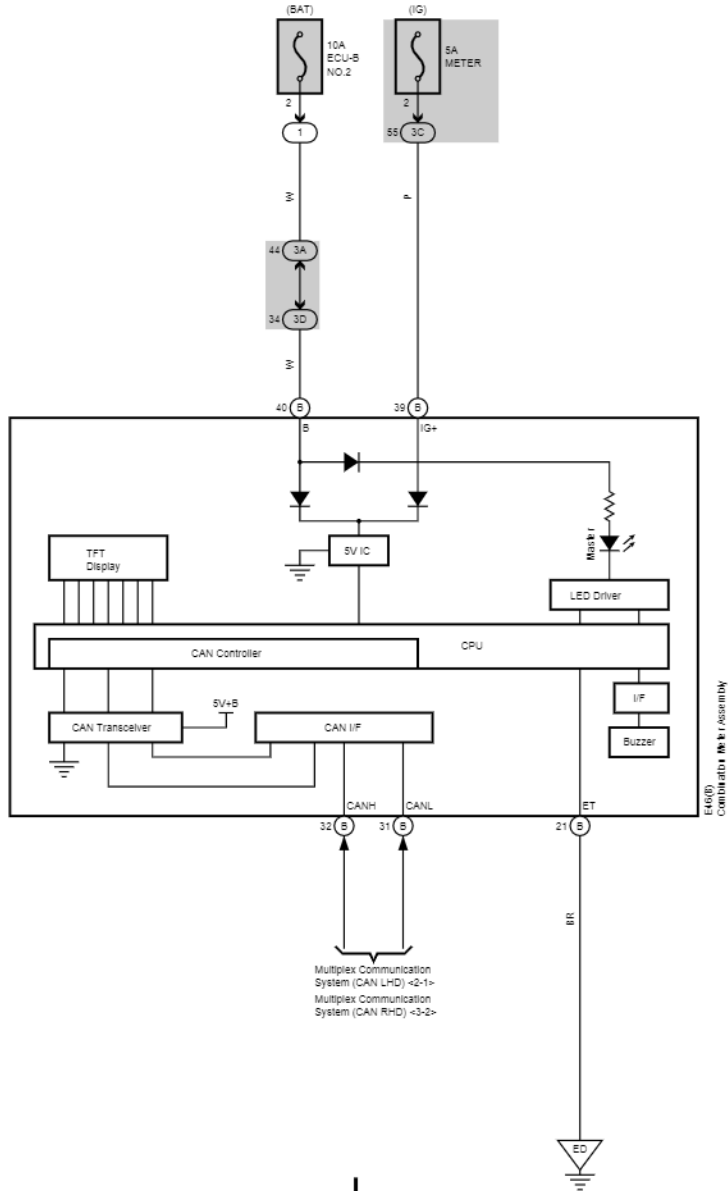 (BAT)
(IG)
10A
ECU-B
NO.2
5A
METER
2
2
1
55
3C
W
P
44
3A
34
3D
W
40
B
39
B
B
IG+
TFT
Display
5V IC
Master
LED Driver
CPU
CAN Controller
5V+B
I/F
CAN Transceiver
CAN I/F
Buzzer
E46(B)
Combination Meter Assembly
CANH
CANL
ET
32
B
31
B
21
B
BR
Multiplex Communication
System (CAN LHD) <2-1>
Multiplex Communication
System (CAN RHD) <3-2>
ED